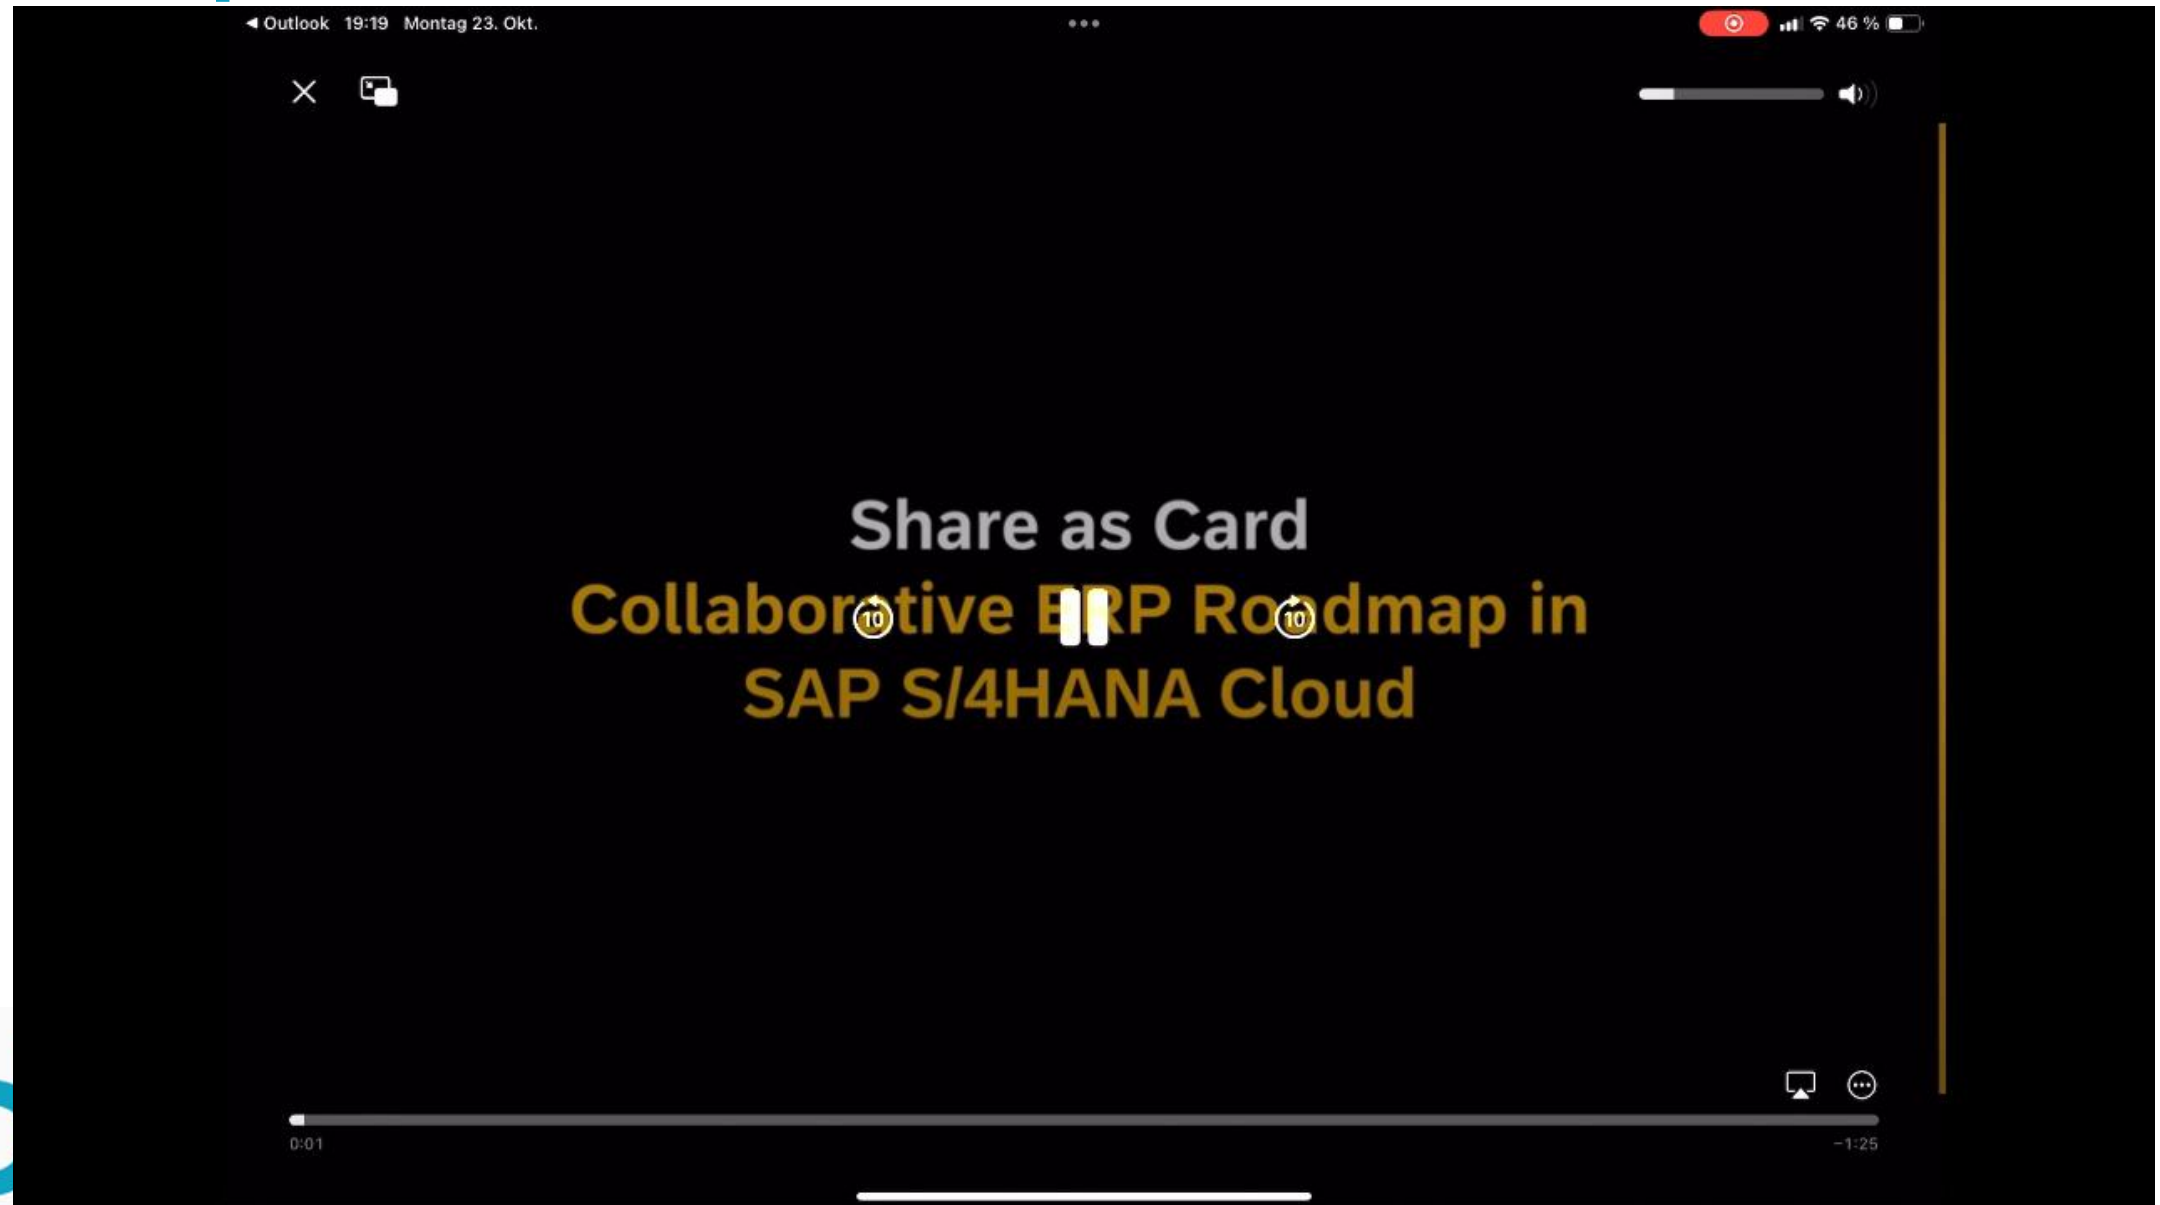 Outlook 19:19 Montag 23. Okt.
46 %
Share as Card
Collaborative ERP Roadmap in
10
10
SAP S/4HANA Cloud
0:01
−1:25